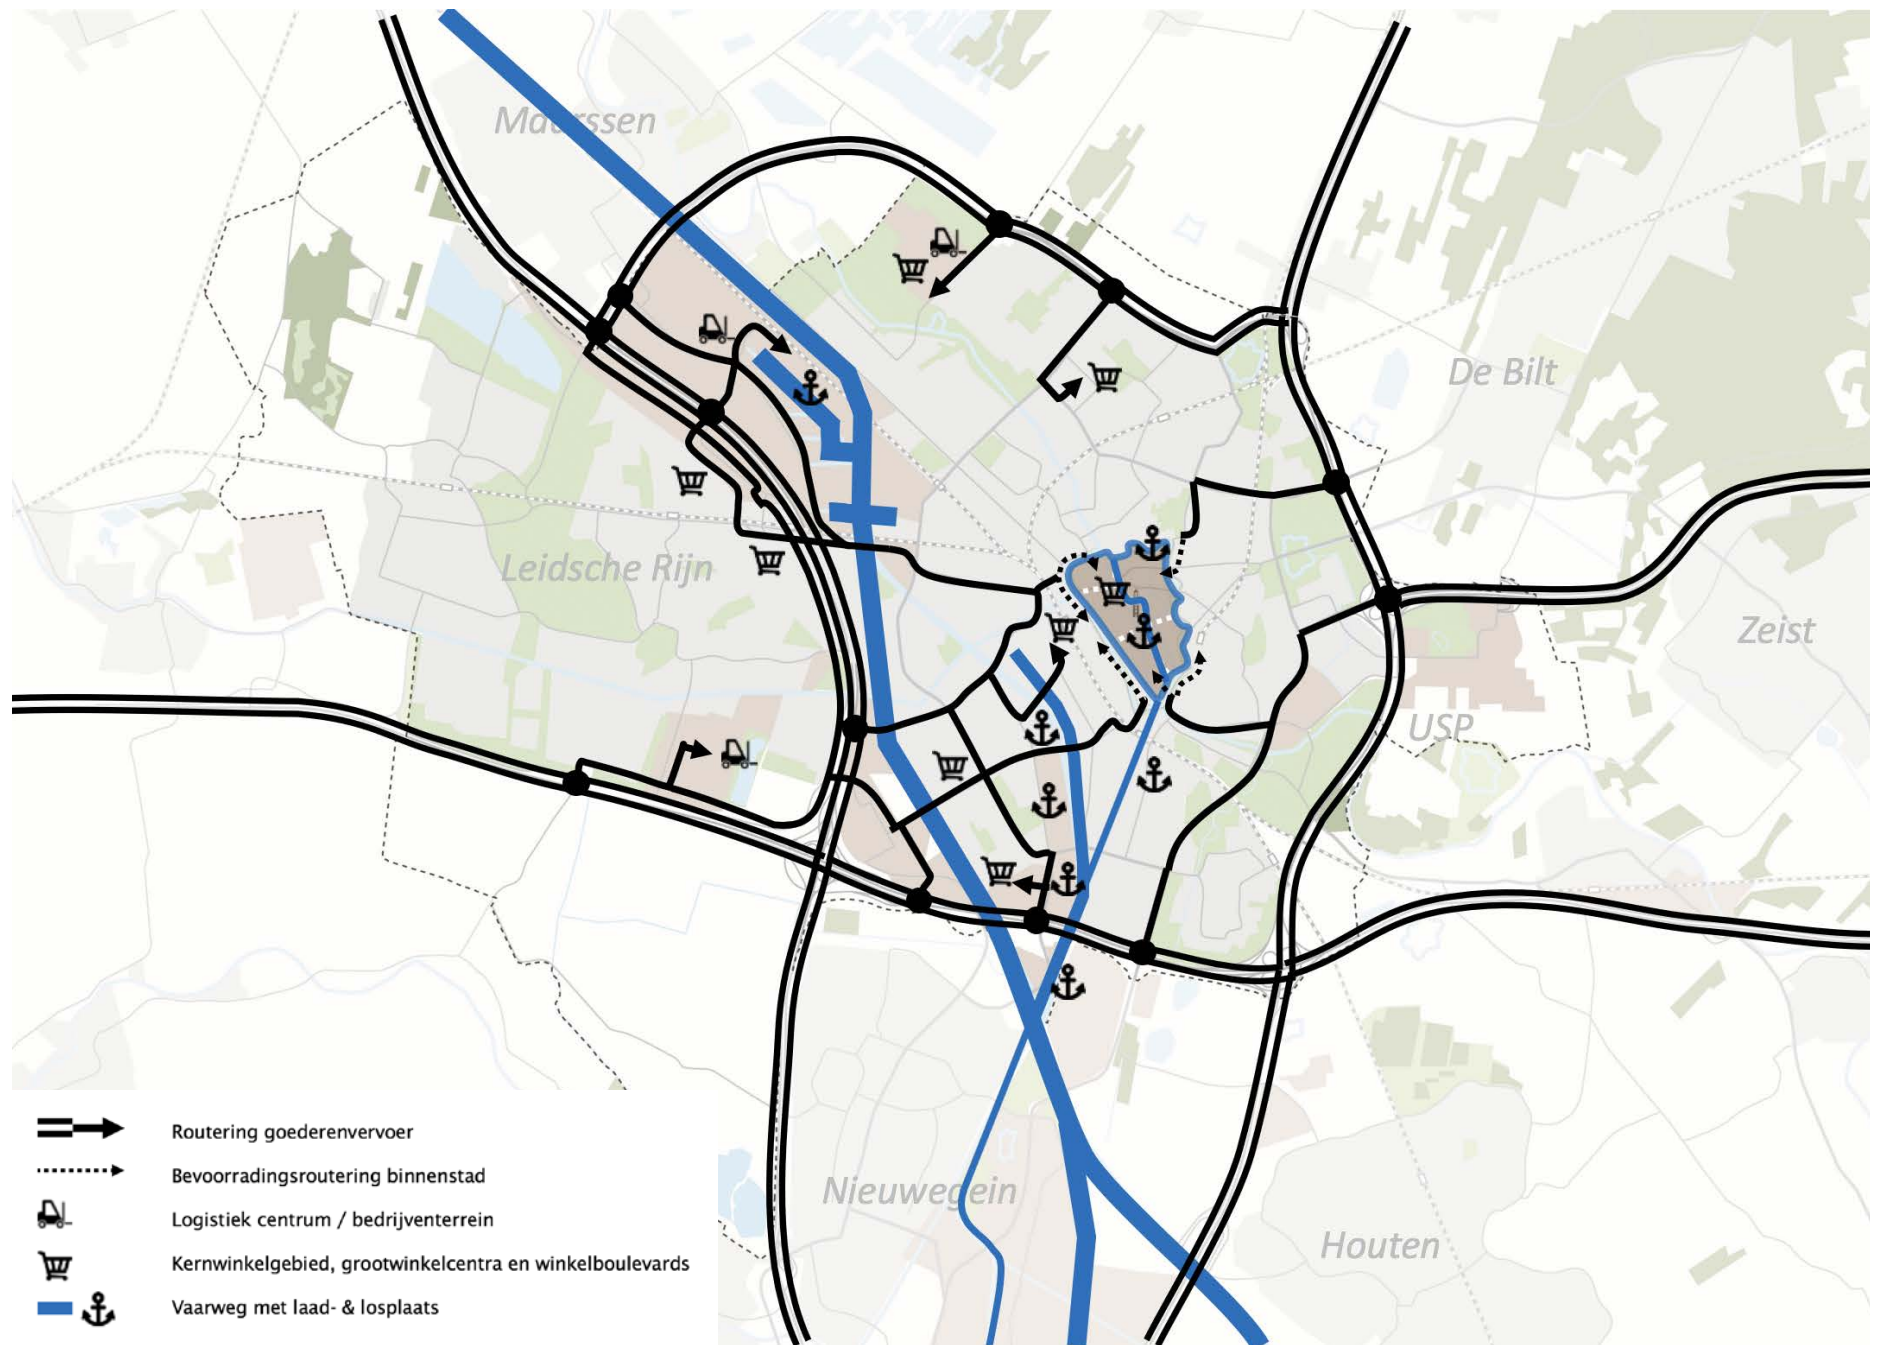 Maarssen
De Bilt
Leidsche Rijn
Zeist
USP
Nieuwegein
Houten
Routering goederenvervoer
Bevoorradingsroutering binnenstad
Logistiek centrum / bedrijventerrein
Kernwinkelgebied, grootwinkelcentra en winkelboulevards
Vaarweg met laad- & losplaats